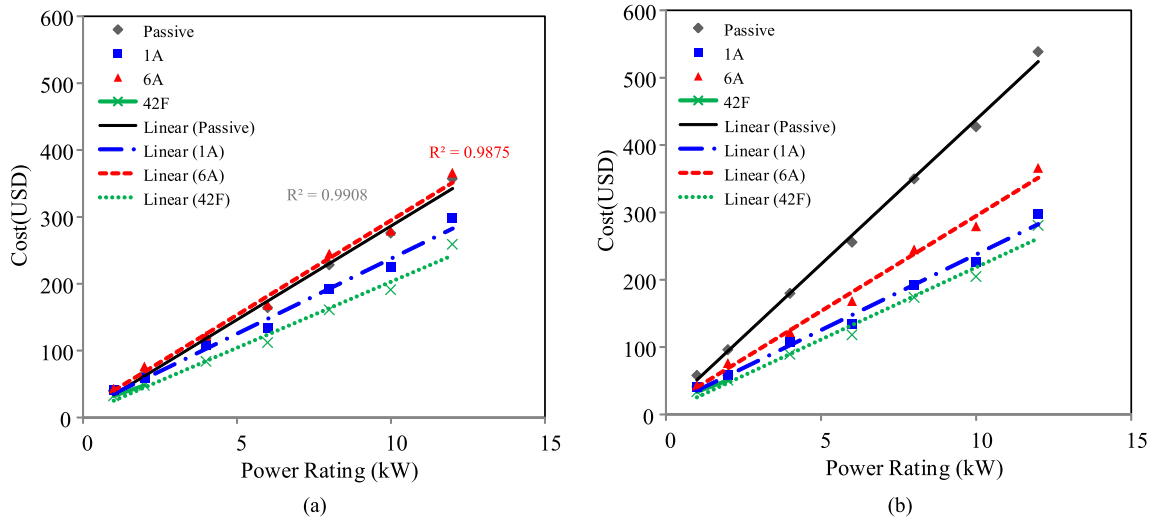 600
500
400
300
200
100
0
0
5
10
15
Cost(USD)
Power Rating (kW)
Passive
1A
6A
42F
Linear (Passive)
Linear (1A)
Linear (6A)
Linear (42F)
R² = 0.9875
R² = 0.9908
(a)
600
500
400
300
200
100
0
0
5
10
15
Cost(USD)
Power Rating (kW)
Passive
1A
6A
42F
Linear (Passive)
Linear (1A)
Linear (6A)
Linear (42F)
(b)